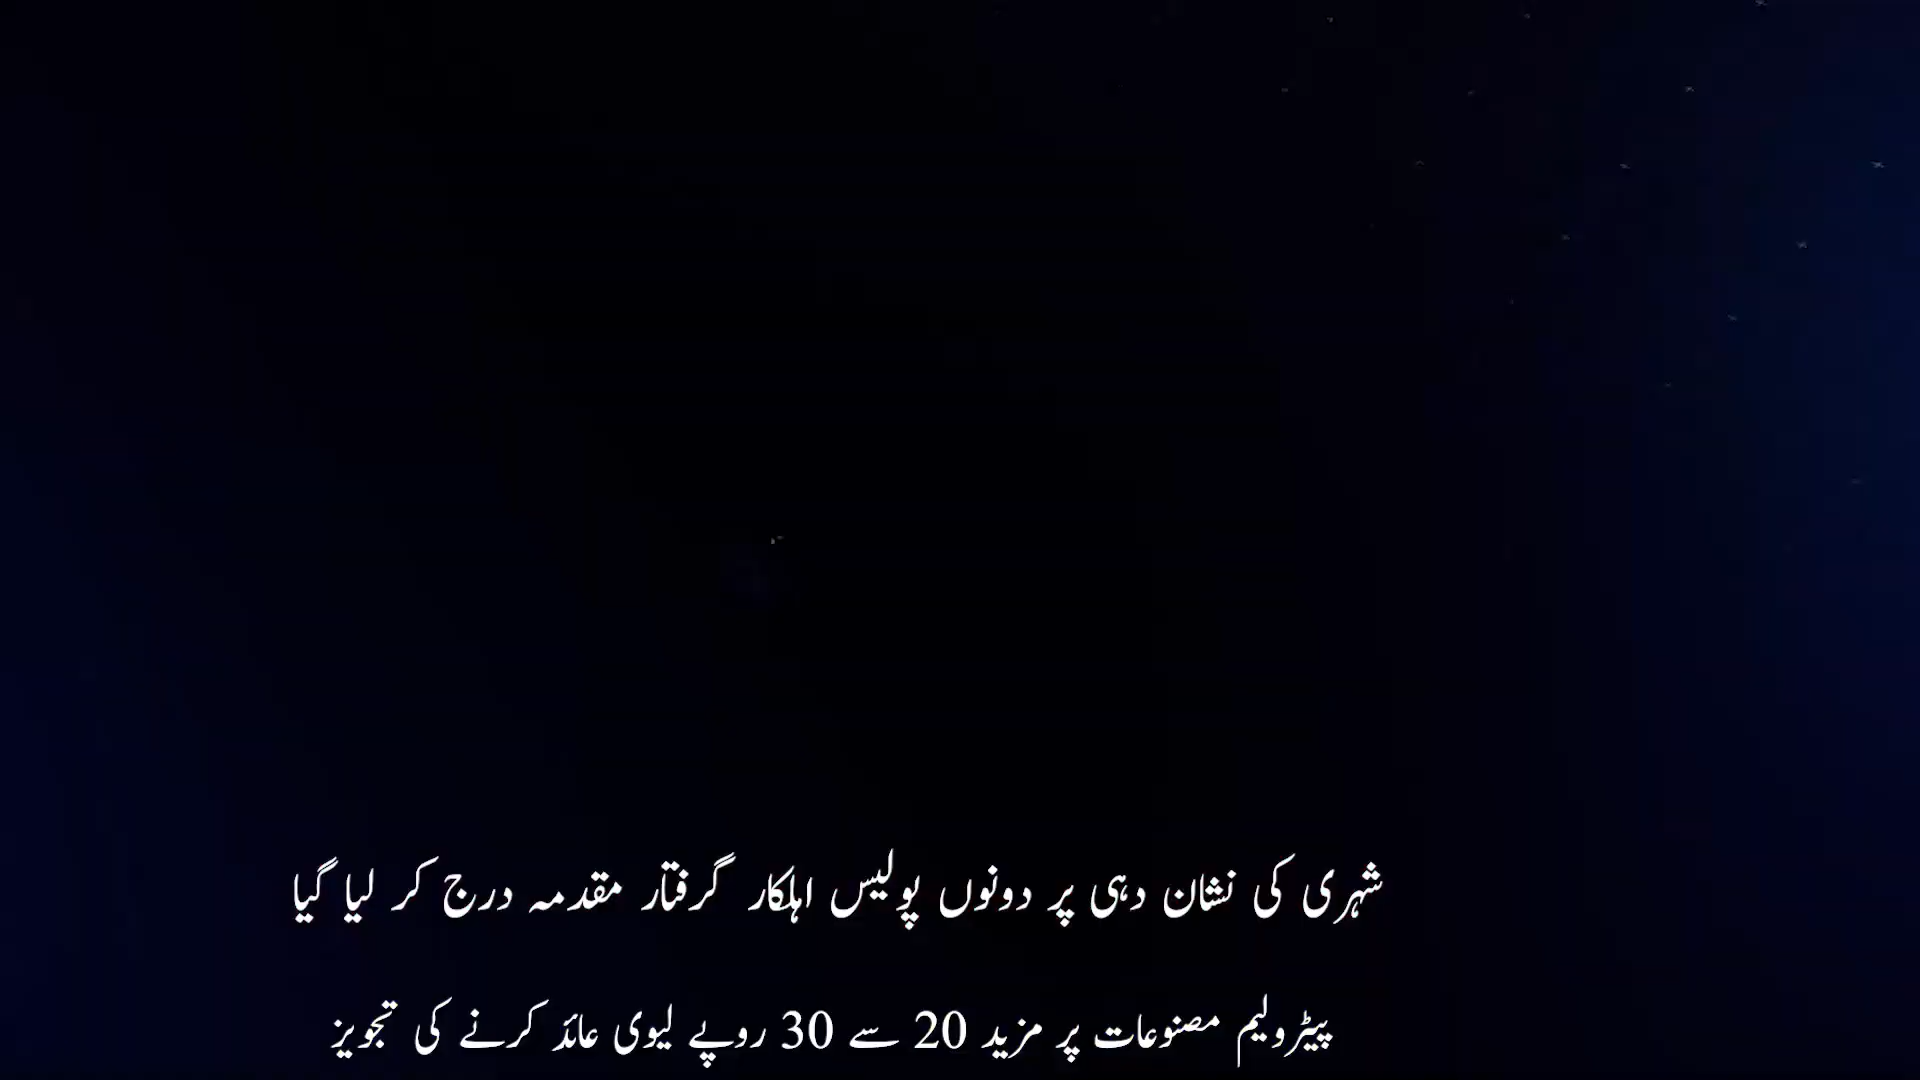 شہری کی نشان دہی پر دونوں پولیس اہلکار گرفتار مقدمہ درج کر لیا گیا
پیٹرولیم مصنوعات پر مزید 20 سے 30 روپے لیوی عائد کرنے کی تجویز